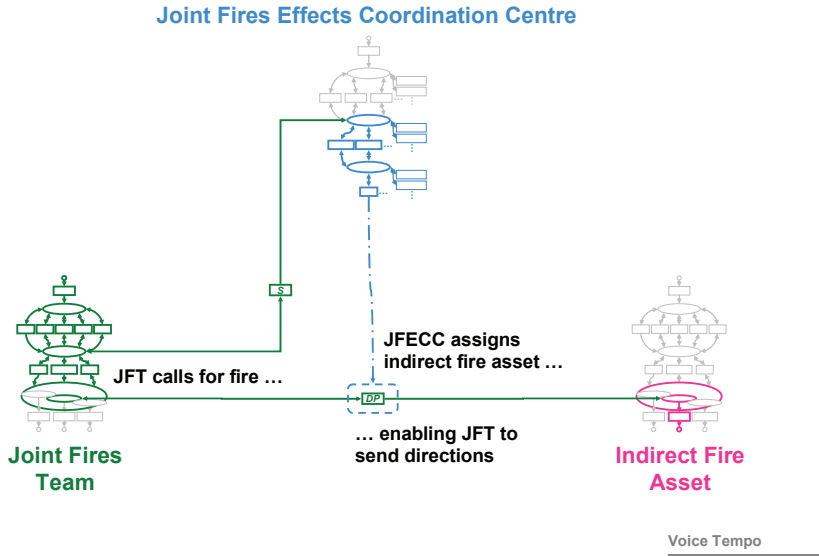 Joint Fires Effects Coordination Centre
S
JFECC assigns
indirect fire asset …
JFT calls for fire …
DP
… enabling JFT to
send directions
Joint Fires
Team
Indirect Fire
Asset
Voice Tempo